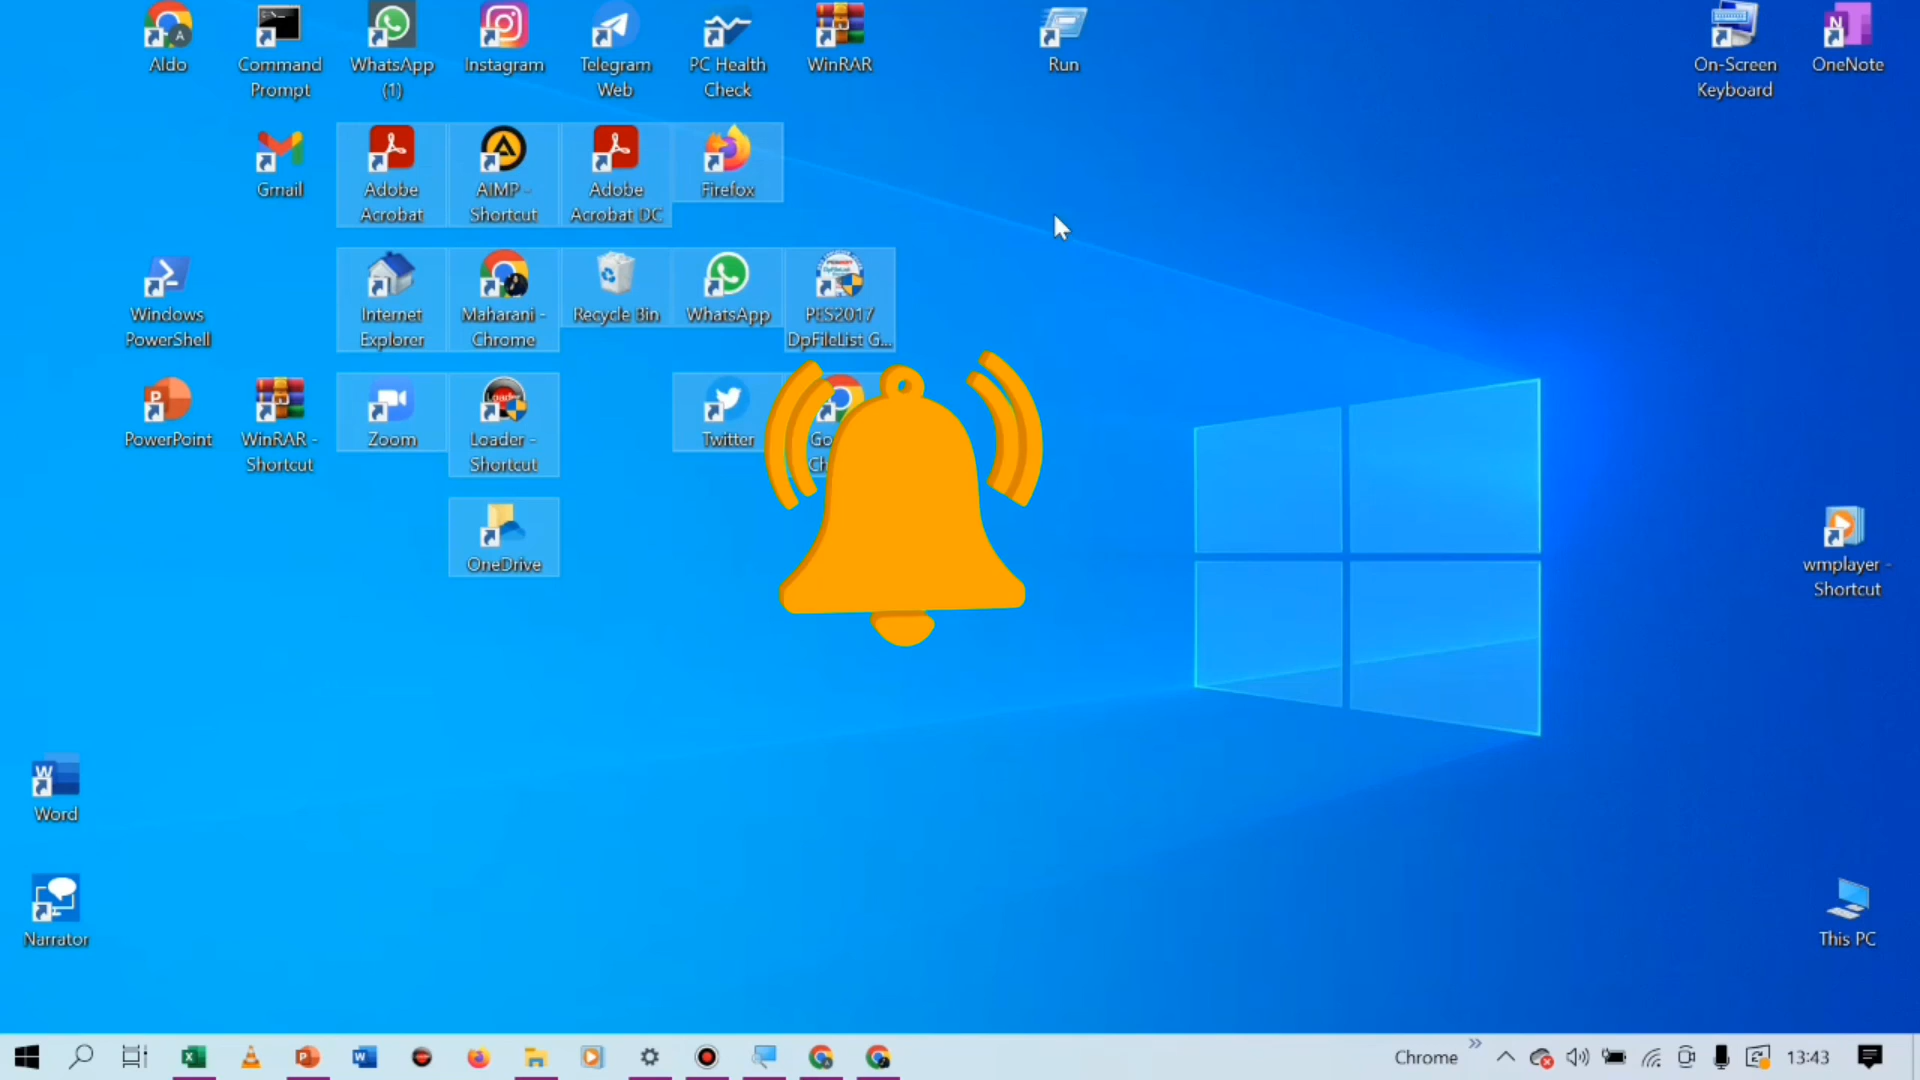 Aldo
Command
Prompt
WhatsApp
(1)
Instagram
Telegram
Web
PC Health
Check
WinRAR
Run
On-Screen
Keyboard
OneNote
Gmail
Adobe
Acrobat
AIMP -
Shortcut
Adobe
Acrobat DC
Firefox
Windows
PowerShell
Internet
Explorer
Maharani -
Chrome
Recycle Bin
WhatsApp
PES2017
DpFileList G...
PowerPoint
WinRAR -
Shortcut
Zoom
Loader -
Shortcut
Twitter
Go
Ch
OneDrive
wmplayer -
Shortcut
Word
Narrator
This PC
Chrome
13:43